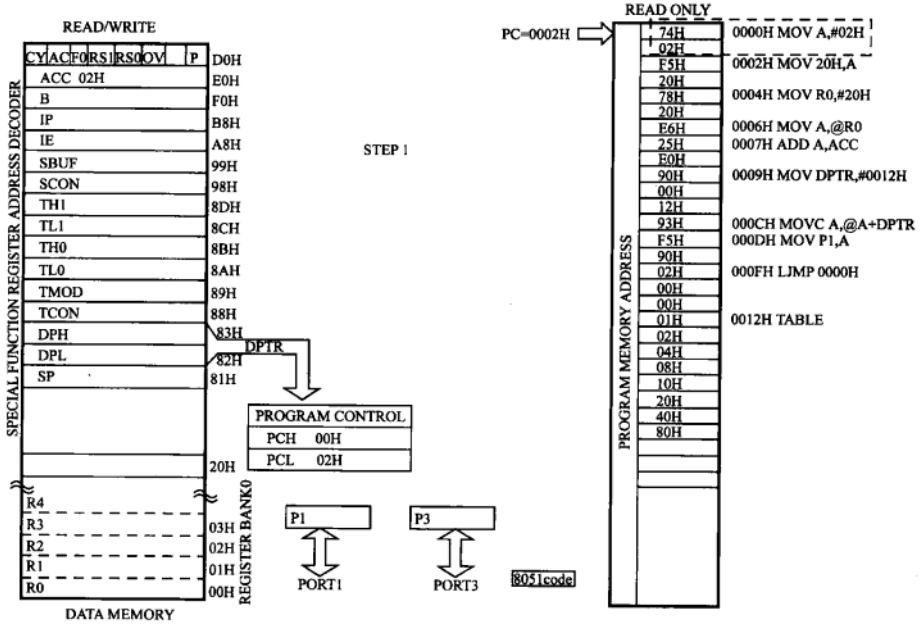 READ/WRITE
CY AC F0 RS1 RS0 OV P D0H
ACC 02H E0H
B F0H
IP B8H
IE A8H
SBUF 99H
SCON 98H
TH1 8DH
TL1 8CH
TH0 8BH
TL0 8AH
TMOD 89H
TCON 88H
DPH 83H
DPTR
DPL 82H
SP 81H
20H
R4
R3 03H
R2 02H
R1 01H
R0 00H
DATA MEMORY
SPECIAL FUNCTION REGISTER ADDRESS DECODER
REGISTER BANK0
STEP 1
PROGRAM CONTROL
PCH 00H
PCL 02H
P1
PORT1
P3
PORT3
8051code
READ ONLY
PC=0002H
PROGRAM MEMORY ADDRESS
74H 0000H MOV A,#02H
02H
F5H 0002H MOV 20H,A
20H
78H 0004H MOV R0,#20H
20H
E6H 0006H MOV A,@R0
25H 0007H ADD A,ACC
E0H
90H 0009H MOV DPTR,#0012H
00H
12H
93H 000CH MOVC A,@A+DPTR
F5H 000DH MOV P1,A
90H
02H 000FH LJMP 0000H
00H
00H
01H 0012H TABLE
02H
04H
08H
10H
20H
40H
80H